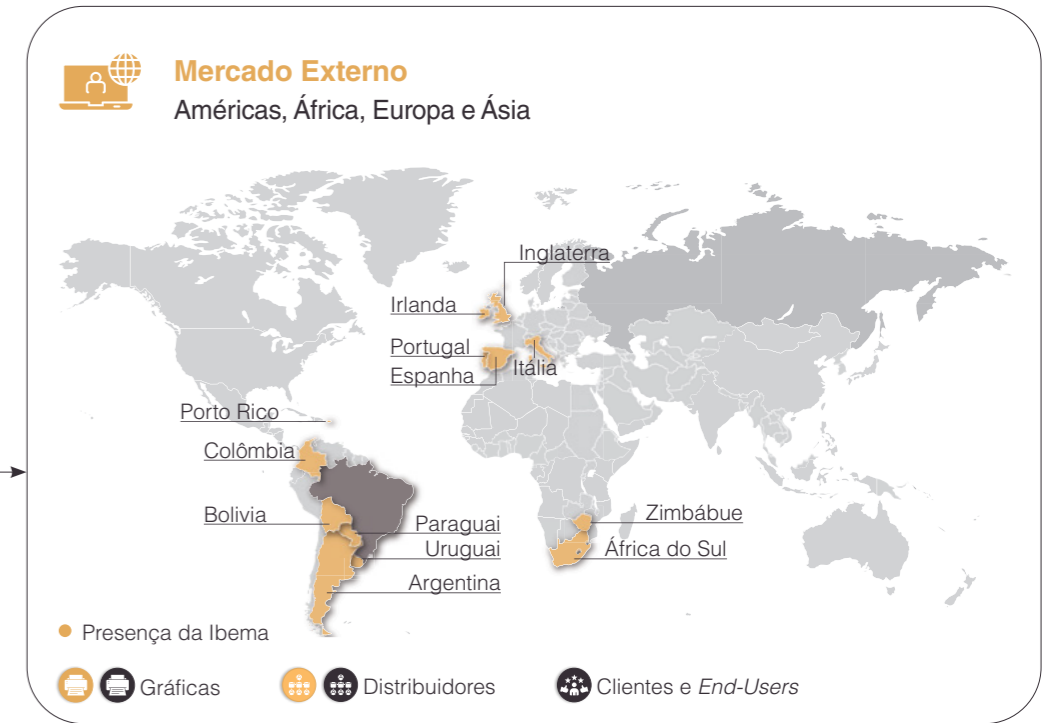 Mercado Externo
Américas, África, Europa e Ásia
Inglaterra
Irlanda
Portugal
Espanha
Itália
Porto Rico
Colômbia
Bolivia
Paraguai
Uruguai
Argentina
Zimbábue
África do Sul
Presença da Ibema
Gráficas
Distribuidores
Clientes e End-Users